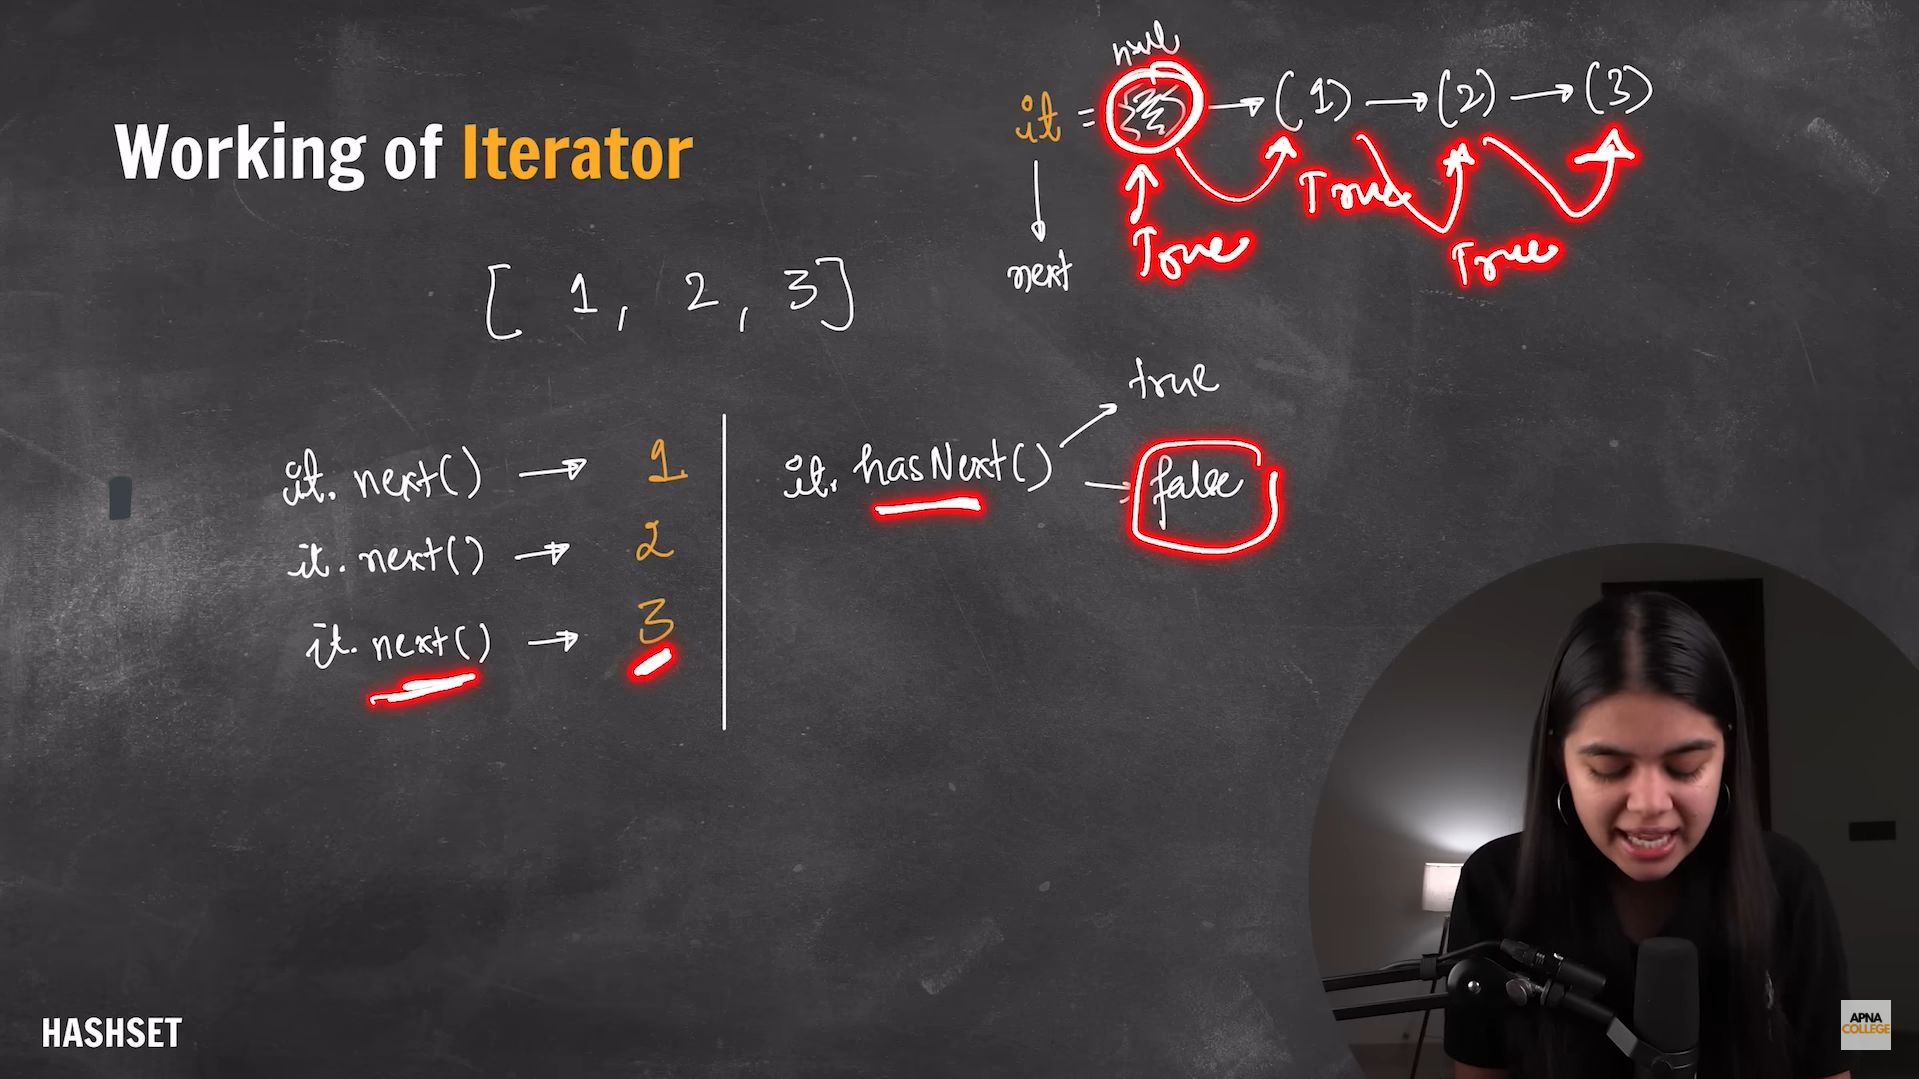 Working of Iterator
null
it = → (1) → (2) → (3)
True
True
True
next
[ 1, 2, 3]
it. next() → 1
it. next() → 2
it. next() → 3
it. hasNext() → true
→ false
HASHSET
APNA
COLLEGE